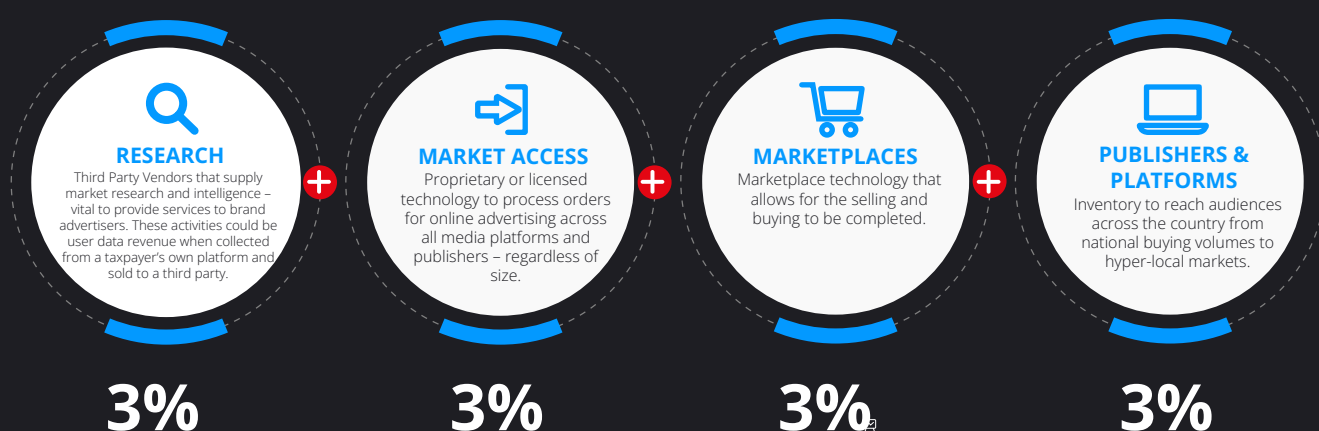 RESEARCH
Third Party Vendors that supply
market research and intelligence –
vital to provide services to brand
advertisers. These activities could be
user data revenue when collected
from a taxpayer's own platform and
sold to a third party.
MARKET ACCESS
Proprietary or licensed
technology to process orders
for online advertising across
all media platforms and
publishers – regardless of
size.
MARKETPLACES
Marketplace technology that
allows for the selling and
buying to be completed.
PUBLISHERS &
PLATFORMS
Inventory to reach audiences
across the country from
national buying volumes to
hyper-local markets.
3%
3%
3%
3%